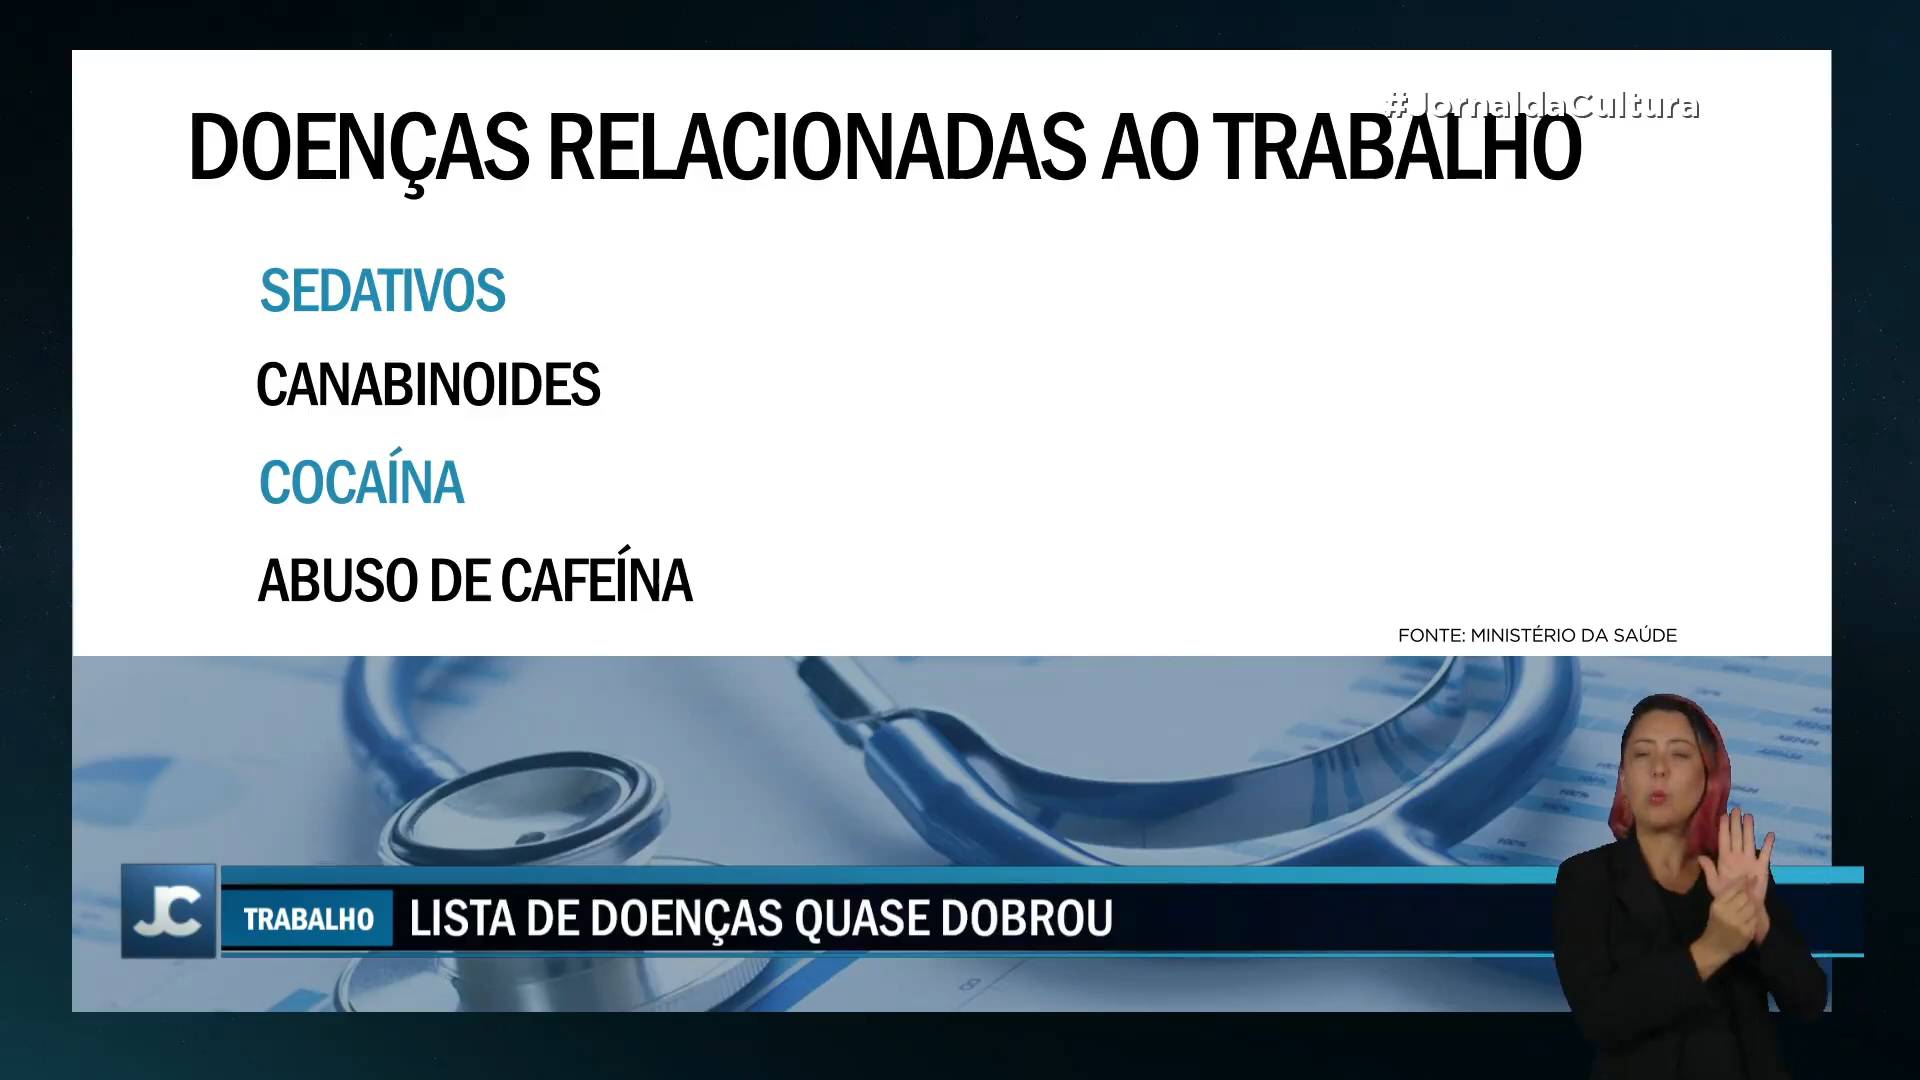 #JornaldaCultura
DOENÇAS RELACIONADAS AO TRABALHO
SEDATIVOS
CANABINOIDES
COCAÍNA
ABUSO DE CAFEÍNA
FONTE: MINISTÉRIO DA SAÚDE
JC
TRABALHO
LISTA DE DOENÇAS QUASE DOBROU